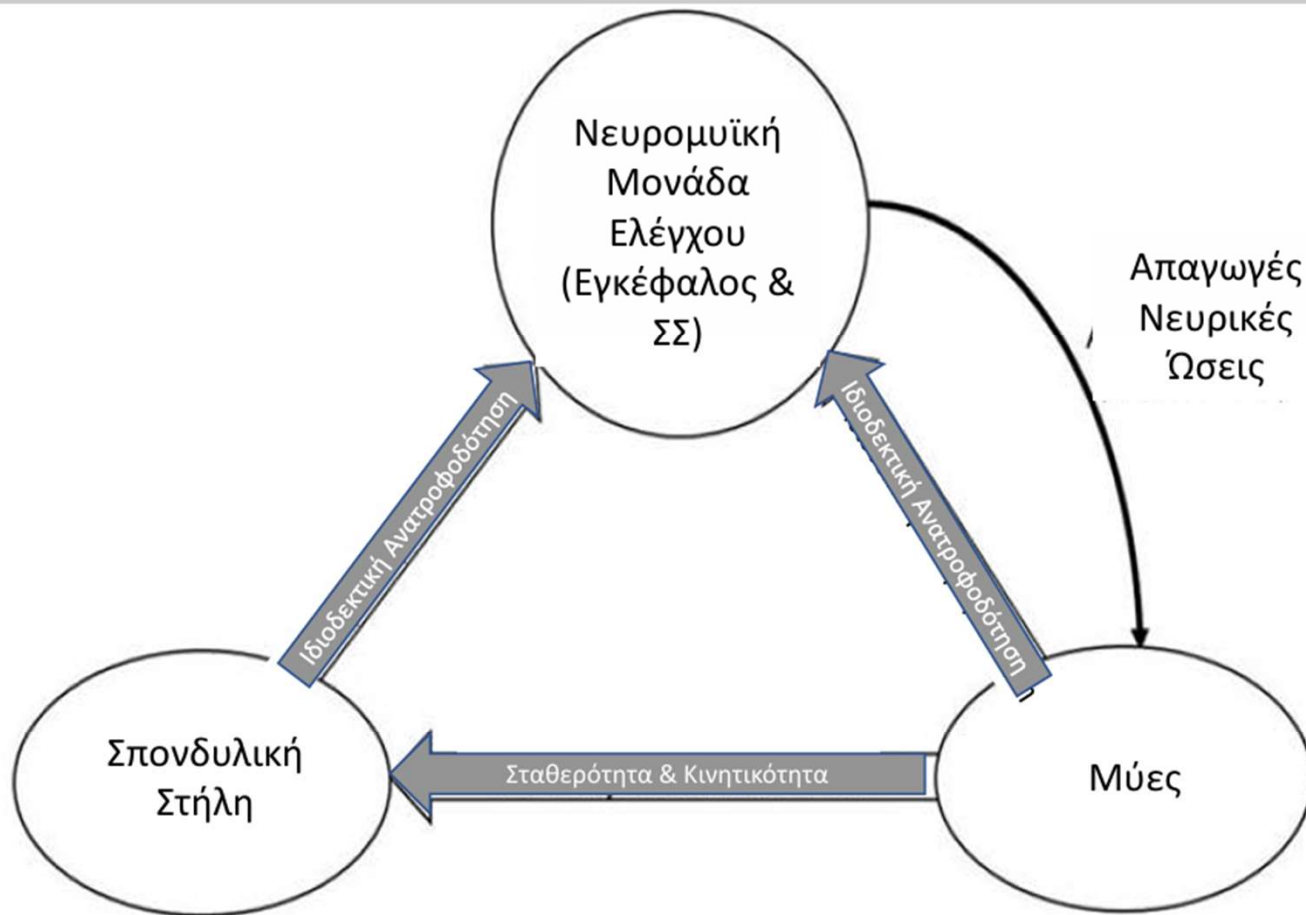 Νευρομυϊκή
Μονάδα
Ελέγχου
(Εγκέφαλος &
ΣΣ)
Απαγωγές
Νευρικές
Ώσεις
Ιδιοδεκτική Ανατροφοδότηση
Ιδιοδεκτική Ανατροφοδότηση
Σπονδυλική
Στήλη
Σταθερότητα & Κινητικότητα
Μύες